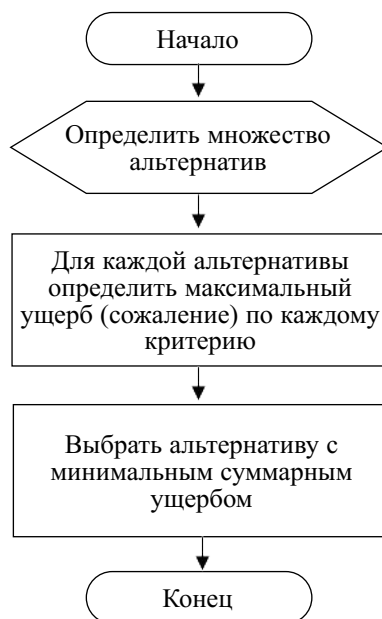 Начало
Определить множество
альтернатив
Для каждой альтернативы
определить максимальный
ущерб (сожаление) по каждому
критерию
Выбрать альтернативу с
минимальным суммарным
ущербом
Конец